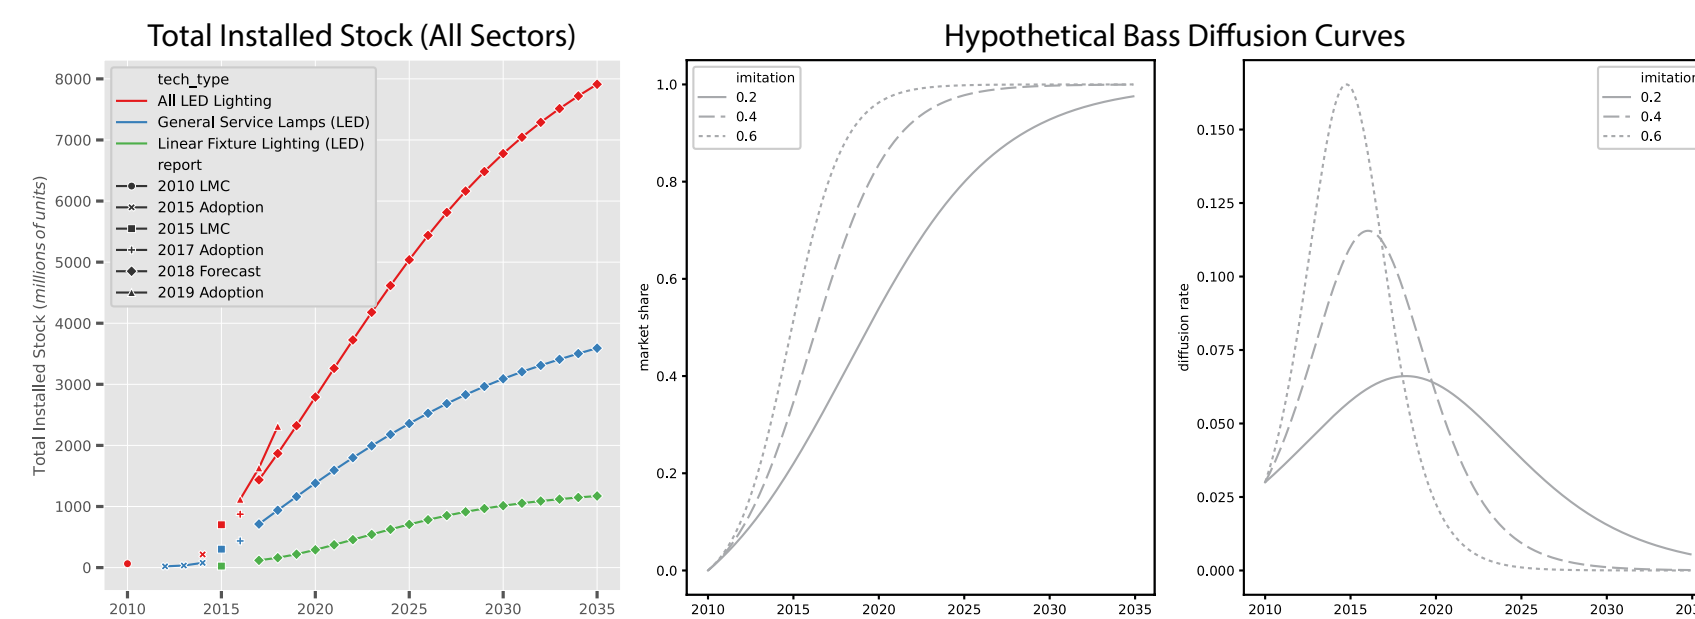 Total Installed Stock (All Sectors)
Total Installed Stock (millions of units)
8000
7000
6000
5000
4000
3000
2000
1000
0
tech_type
All LED Lighting
General Service Lamps (LED)
Linear Fixture Lighting (LED)
report
2010 LMC
2015 Adoption
2015 LMC
2017 Adoption
2018 Forecast
2019 Adoption
2010 2015 2020 2025 2030 2035
Hypothetical Bass Diffusion Curves
market share
1.0
0.8
0.6
0.4
0.2
0.0
imitation
0.2
0.4
0.6
2010 2015 2020 2025 2030 2035
diffusion rate
0.150
0.125
0.100
0.075
0.050
0.025
0.000
imitation
0.2
0.4
0.6
2010 2015 2020 2025 2030 203